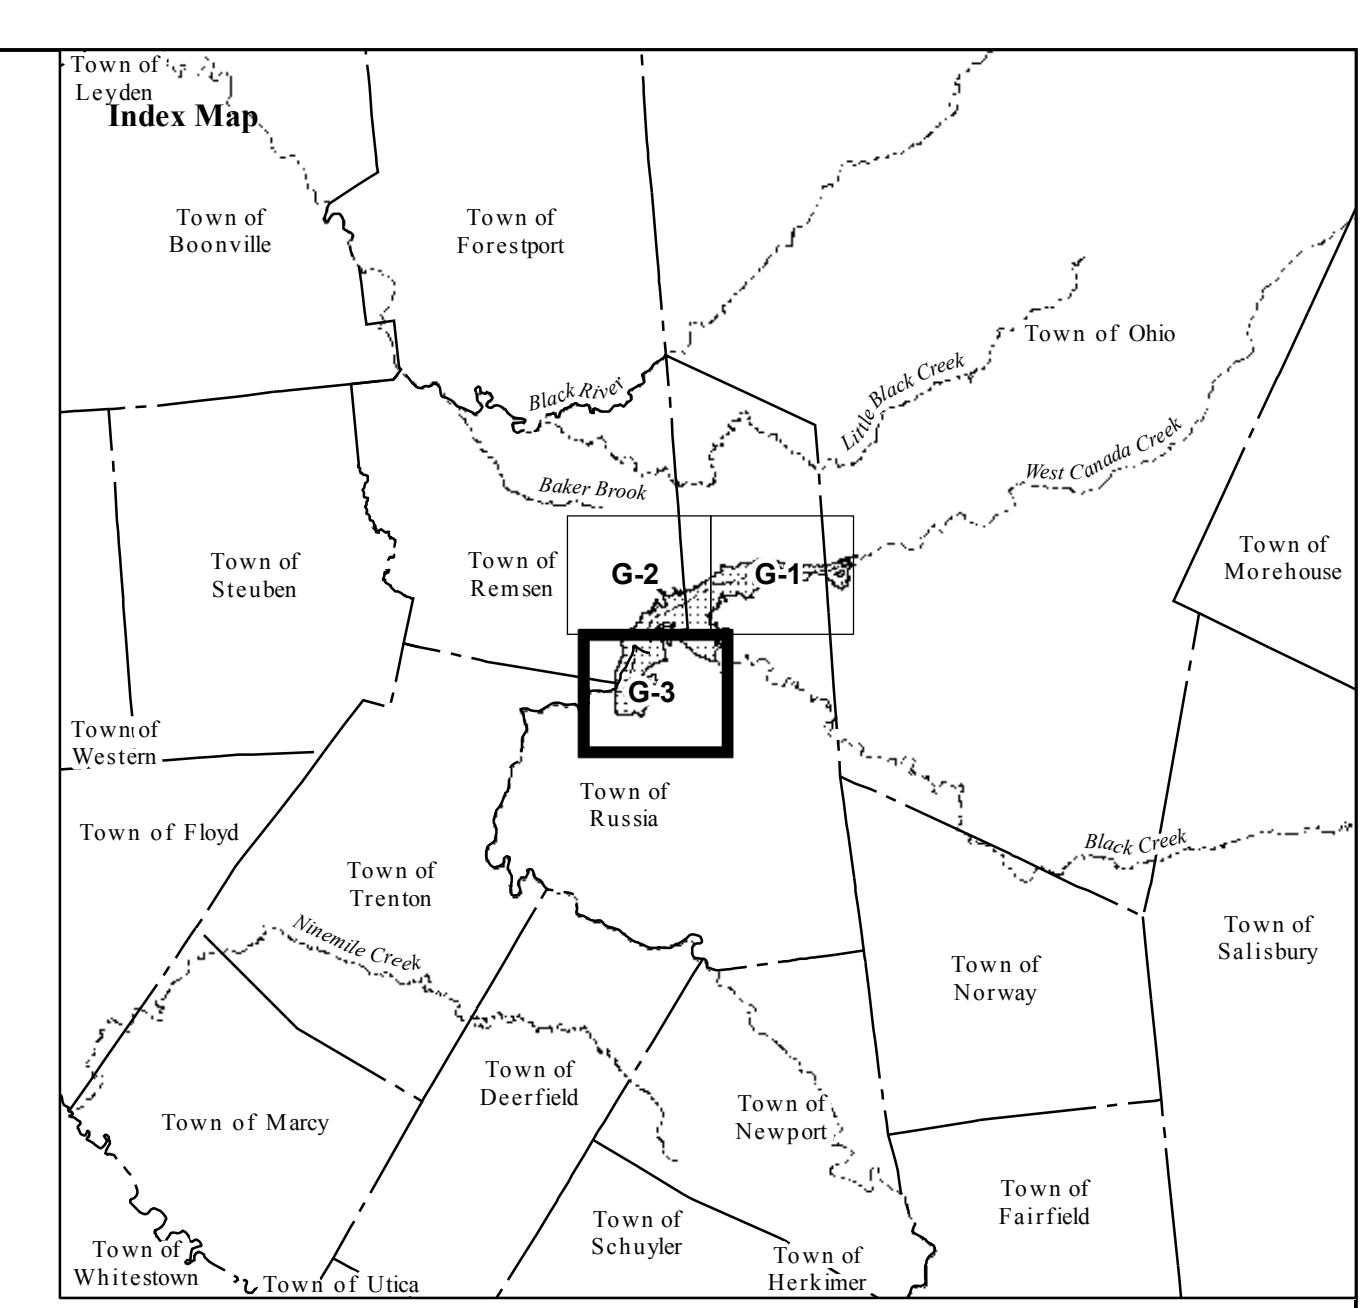 Town of
Leyden
Index Map
Town of
Boonville
Town of
Forestport
Town of Ohio
Black River
Little Black Creek
West Canada Creek
Baker Brook
Town of
Steuben
Town of
Remsen
G-2
G-1
Town of
Morehouse
G-3
Town of
Western
Town of
Russia
Town of Floyd
Black Creek
Town of
Trenton
Ninemile Creek
Town of
Salisbury
Town of
Norway
Town of
Deerfield
Town of Marcy
Town of
Newport
Town of
Fairfield
Town of
Schuyler
Town of
Whitestown
Town of Utica
Town of
Herkimer